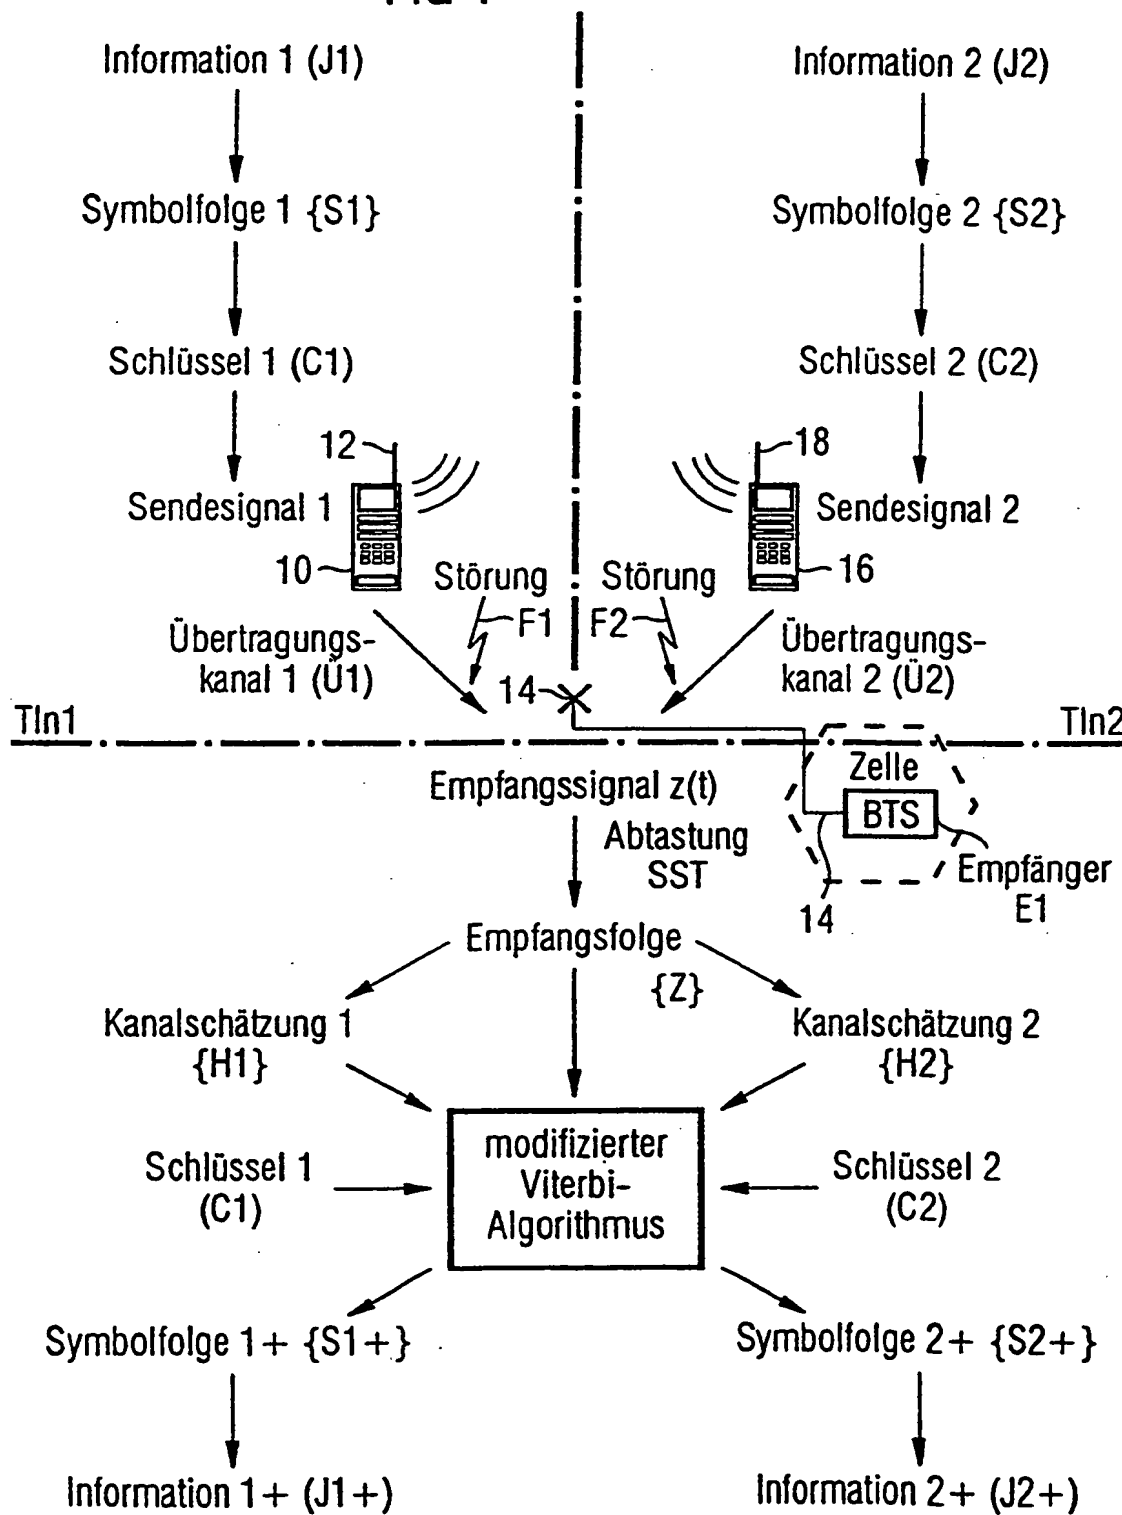 Information 1 (J1)
Information 2 (J2)
Symbolfolge 1 {S1}
Symbolfolge 2 {S2}
Schlüssel 1 (C1)
Schlüssel 2 (C2)
12
18
Sendesignal 1
Sendesignal 2
10
16
Störung
Störung
F1
F2
Übertragungs-
kanal 1 (Ü1)
Übertragungs-
kanal 2 (Ü2)
14
Tln1
Tln2
Zelle
BTS
Empfangssignal z(t)
Abtastung
SST
Empfänger
E1
14
Empfangsfolge
{Z}
Kanalschätzung 1
{H1}
Kanalschätzung 2
{H2}
modifizierter
Viterbi-
Algorithmus
Schlüssel 1
(C1)
Schlüssel 2
(C2)
Symbolfolge 1+ {S1+}
Symbolfolge 2+ {S2+}
Information 1+ (J1+)
Information 2+ (J2+)